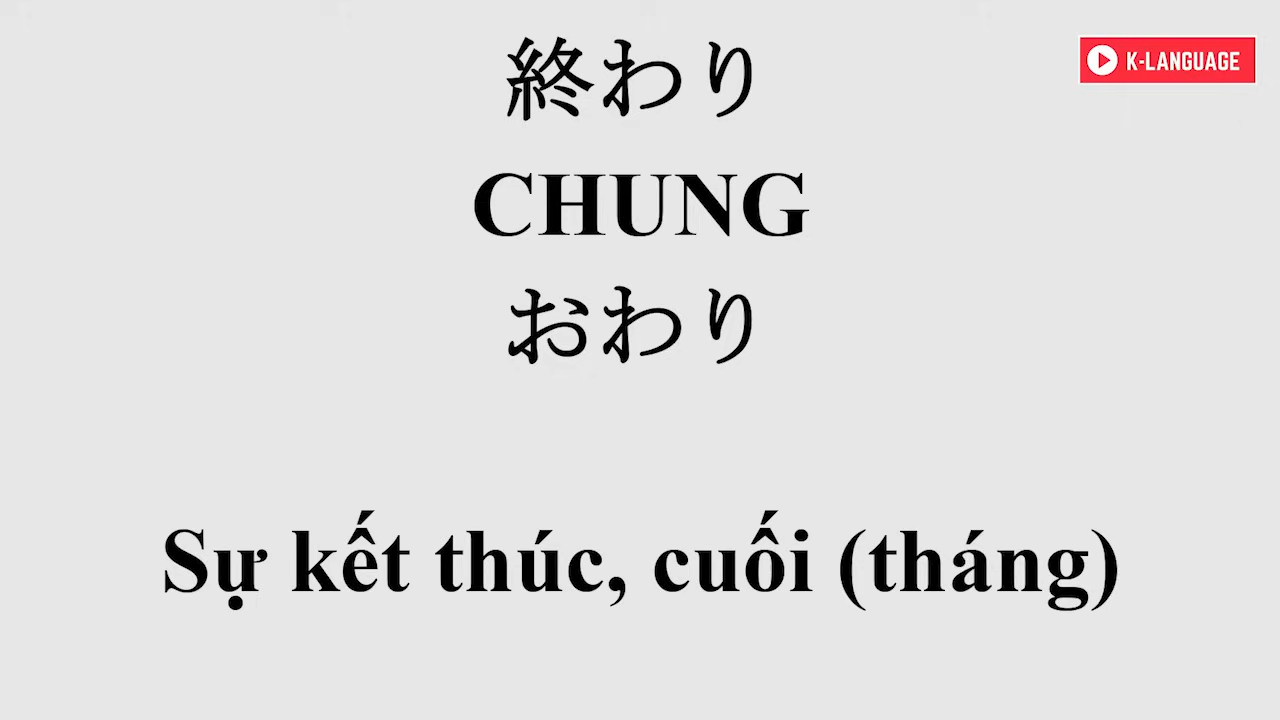 終わり
K-LANGUAGE
CHUNG
おわり
Sự kết thúc, cuối (tháng)